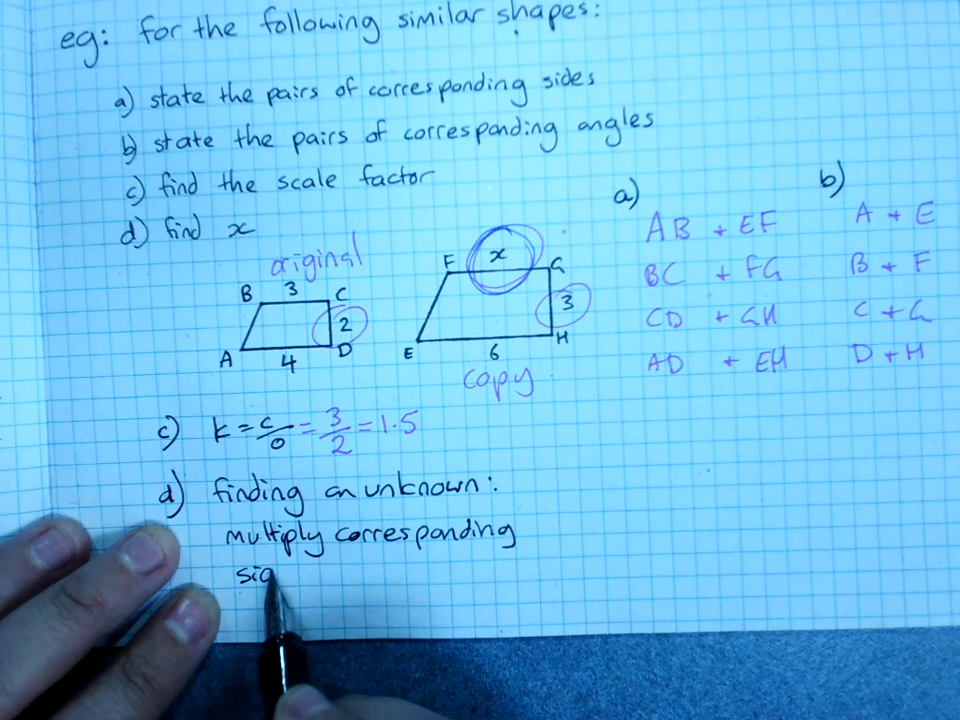 eg: for the following similar shapes:
a) state the pairs of corresponding sides
b) state the pairs of corresponding angles
c) find the scale factor
d) find x
original
B 3 C
2
A 4 D
F x G
3
E 6 H
copy
a)
AB + EF
BC + FG
CD + GH
AD + EH
b)
A + E
B + F
C + G
D + H
c) k = c/o = 3/2 = 1.5
d) finding an unknown:
multiply corresponding